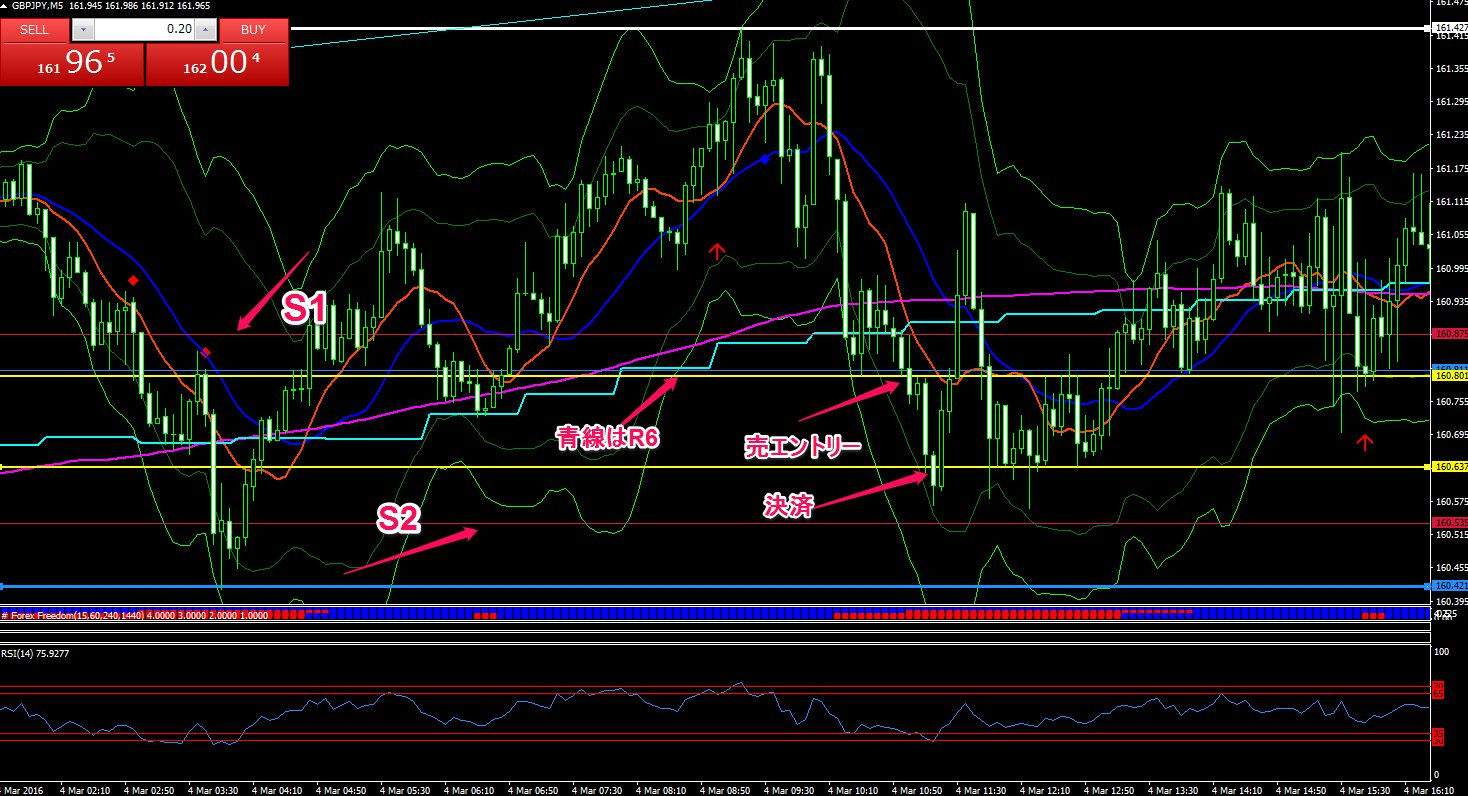 GBPJPY,M5 161.945 161.986 161.912 161.965
SELL
0.20
BUY
161 96 5
162 00 4
161.475
161.427
161.415
161.355
161.295
161.235
161.175
161.115
161.055
160.995
160.935
160.875
160.801
160.755
160.695
160.637
160.575
160.535
160.515
160.455
160.421
160.395
S1
S2
青線はR6
売エントリー
決済
# Forex Freedom(15,60,240,1440) 4.0000 3.0000 2.0000 1.0000
RSI(14) 75.9277
100
70
65
35
30
0
4 Mar 2016
4 Mar 02:10
4 Mar 02:50
4 Mar 03:30
4 Mar 04:10
4 Mar 04:50
4 Mar 05:30
4 Mar 06:10
4 Mar 06:50
4 Mar 07:30
4 Mar 08:10
4 Mar 08:50
4 Mar 09:30
4 Mar 10:10
4 Mar 10:50
4 Mar 11:30
4 Mar 12:10
4 Mar 12:50
4 Mar 13:30
4 Mar 14:10
4 Mar 14:50
4 Mar 15:30
4 Mar 16:10